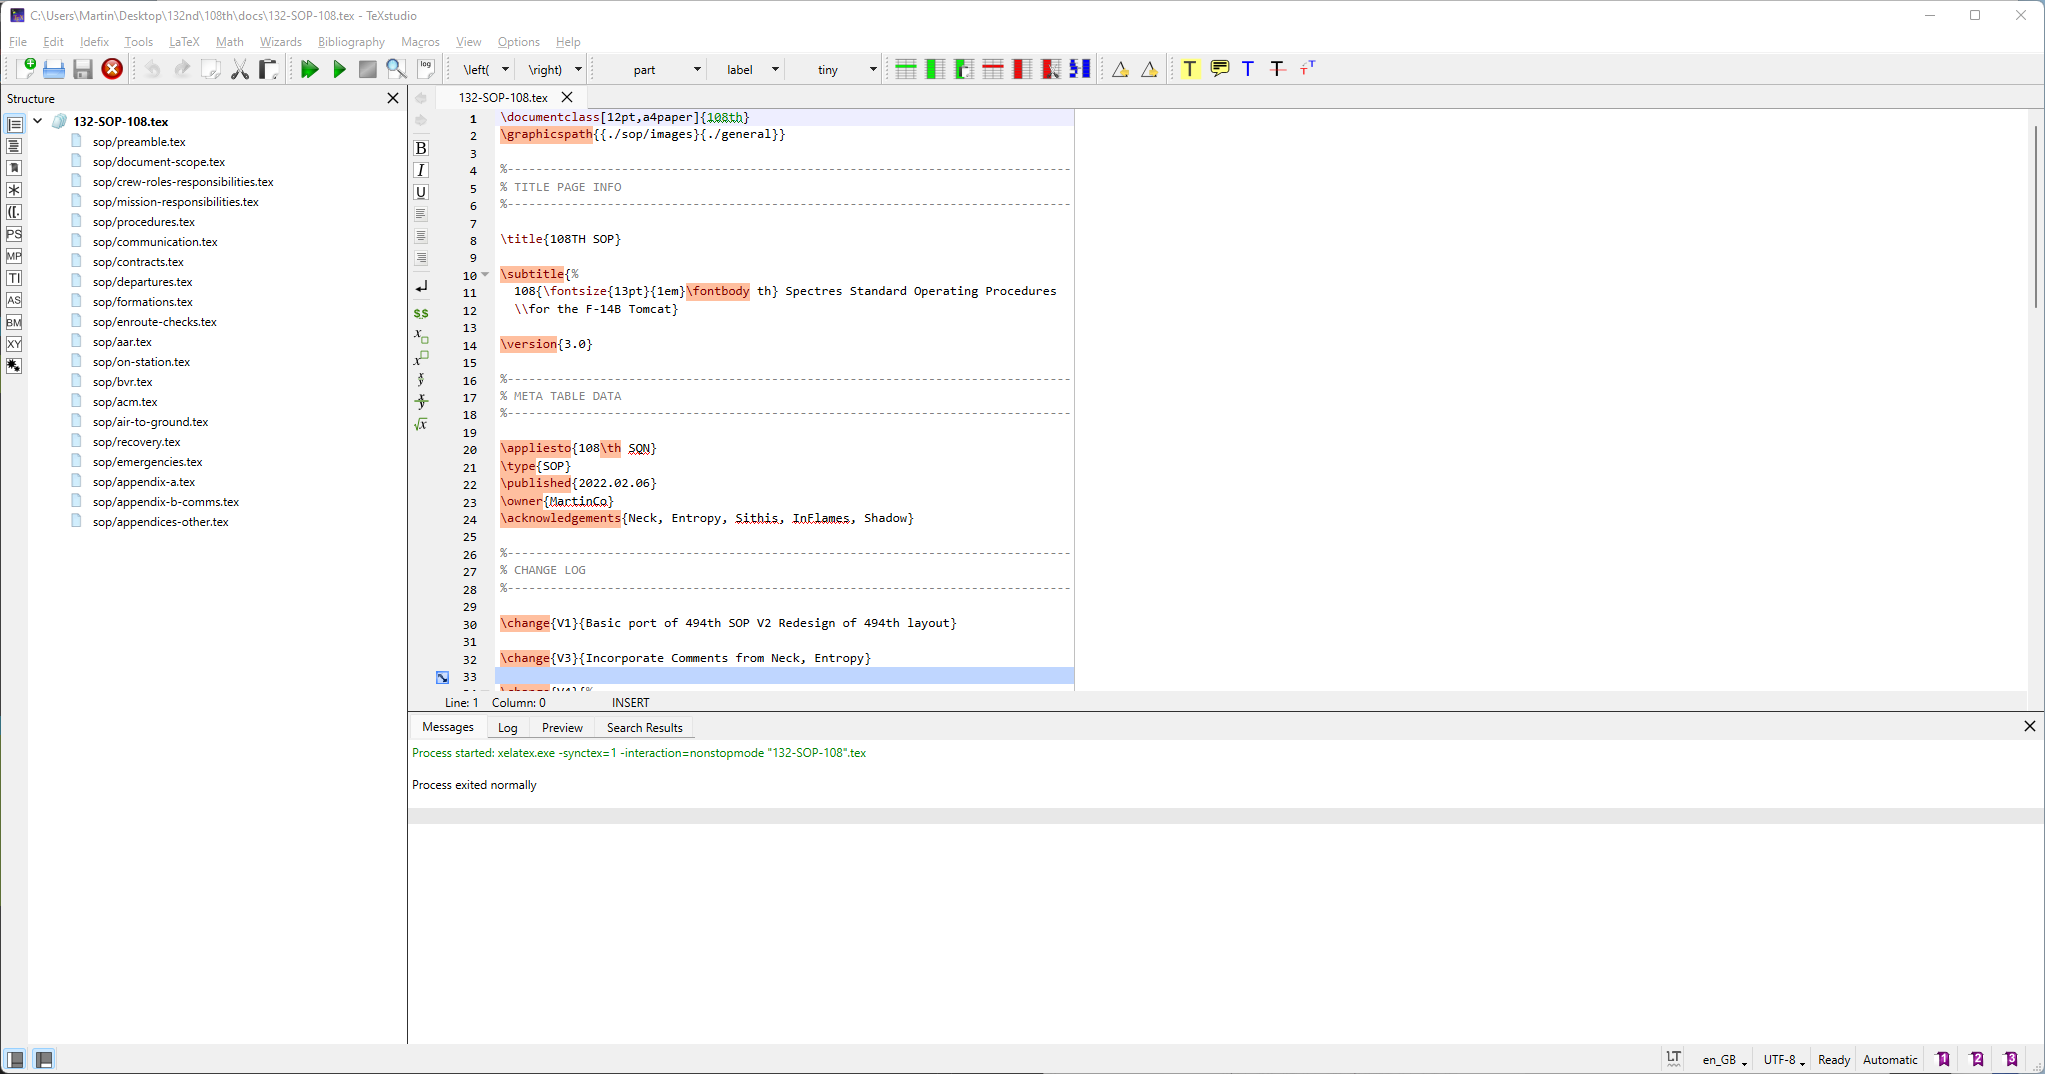 C:\Users\Martin\Desktop\132nd\108th\docs\132-SOP-108.tex - TeXstudio
File Edit Idefix Tools LaTeX Math Wizards Bibliography Macros View Options Help
log \left( \right) part label tiny T T T T T
Structure
132-SOP-108.tex
sop/preamble.tex
sop/document-scope.tex
sop/crew-roles-responsibilities.tex
sop/mission-responsibilities.tex
sop/procedures.tex
sop/communication.tex
sop/contracts.tex
sop/departures.tex
sop/formations.tex
sop/enroute-checks.tex
sop/aar.tex
sop/on-station.tex
sop/bvr.tex
sop/acm.tex
sop/air-to-ground.tex
sop/recovery.tex
sop/emergencies.tex
sop/appendix-a.tex
sop/appendix-b-comms.tex
sop/appendices-other.tex
PS
MP
TI
AS
BM
XY
B
I
U
$$
132-SOP-108.tex
1 \documentclass[12pt,a4paper]{108th}
2 \graphicspath{{./sop/images}{./general}}
3
4 %------------------------------------------------------------------------------
5 % TITLE PAGE INFO
6 %------------------------------------------------------------------------------
7
8 \title{108TH SOP}
9
10 \subtitle{%
11 108{\fontsize{13pt}{1em}\fontbody th} Spectres Standard Operating Procedures
12 \\for the F-14B Tomcat}
13
14 \version{3.0}
15
16 %------------------------------------------------------------------------------
17 % META TABLE DATA
18 %------------------------------------------------------------------------------
19
20 \appliesto{108\th SQN}
21 \type{SOP}
22 \published{2022.02.06}
23 \owner{MartinCo}
24 \acknowledgements{Neck, Entropy, Sithis, InFlames, Shadow}
25
26 %------------------------------------------------------------------------------
27 % CHANGE LOG
28 %------------------------------------------------------------------------------
29
30 \change{V1}{Basic port of 494th SOP V2 Redesign of 494th layout}
31
32 \change{V3}{Incorporate Comments from Neck, Entropy}
33
Line: 1 Column: 0 INSERT
Messages Log Preview Search Results
Process started: xelatex.exe -synctex=1 -interaction=nonstopmode "132-SOP-108".tex
Process exited normally
LT en_GB UTF-8 Ready Automatic 1 2 3